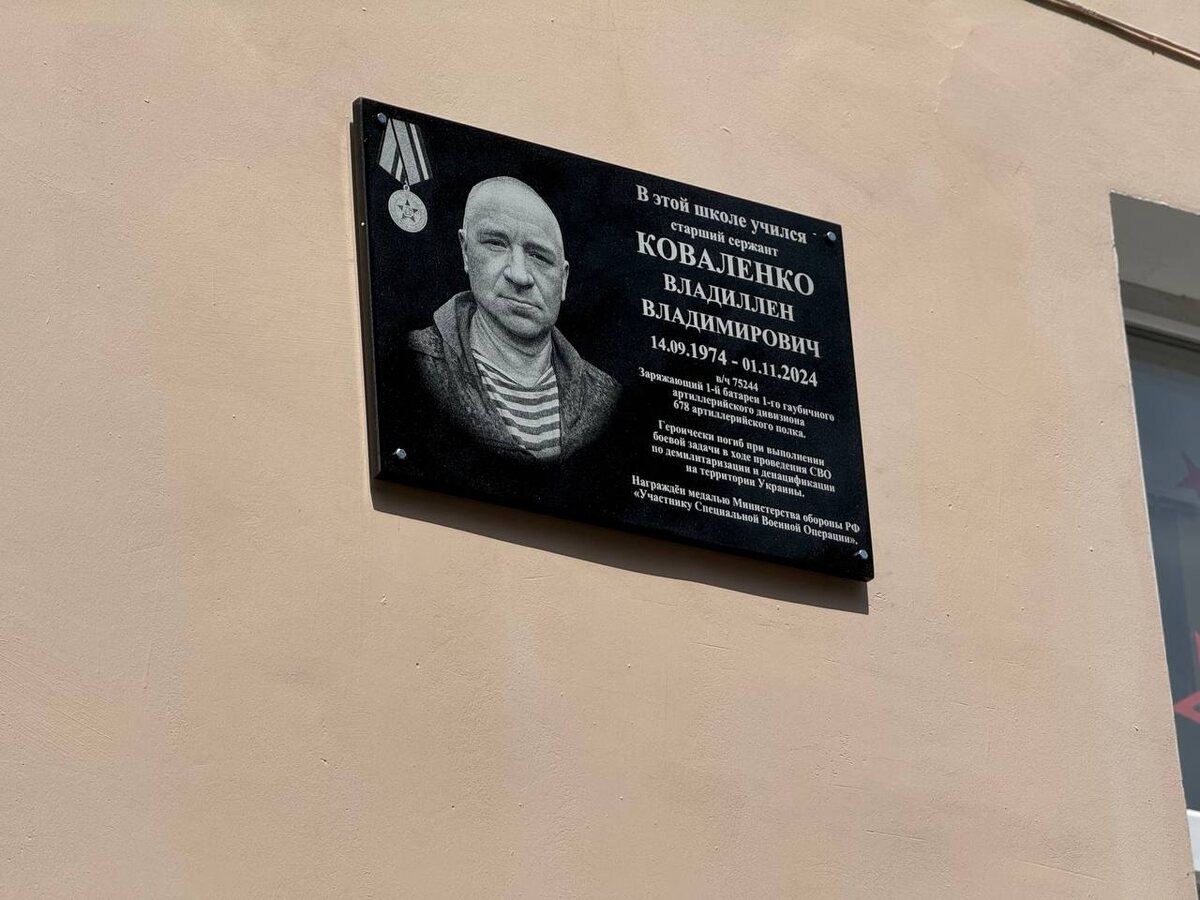 В этой школе учился
старший сержант
КОВАЛЕНКО
ВЛАДИЛЛЕН
ВЛАДИМИРОВИЧ
14.09.1974 - 01.11.2024
в/ч 75244
Заряжающий 1-й батареи 1-го гаубичного
артиллерийского дивизиона
678 артиллерийского полка.
Героически погиб при выполнении
боевой задачи в ходе проведения СВО
по демилитаризации и денацификации
на территории Украины.
Награждён медалью Министерства обороны РФ
«Участнику Специальной Военной Операции».